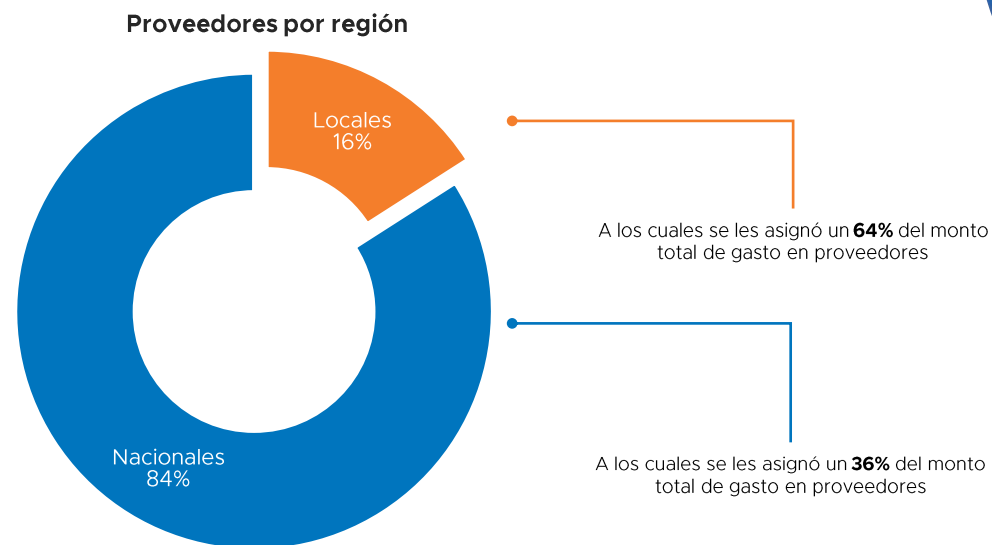 Proveedores por región
Locales
16%
A los cuales se les asignó un 64% del monto
total de gasto en proveedores
Nacionales
84%
A los cuales se les asignó un 36% del monto
total de gasto en proveedores